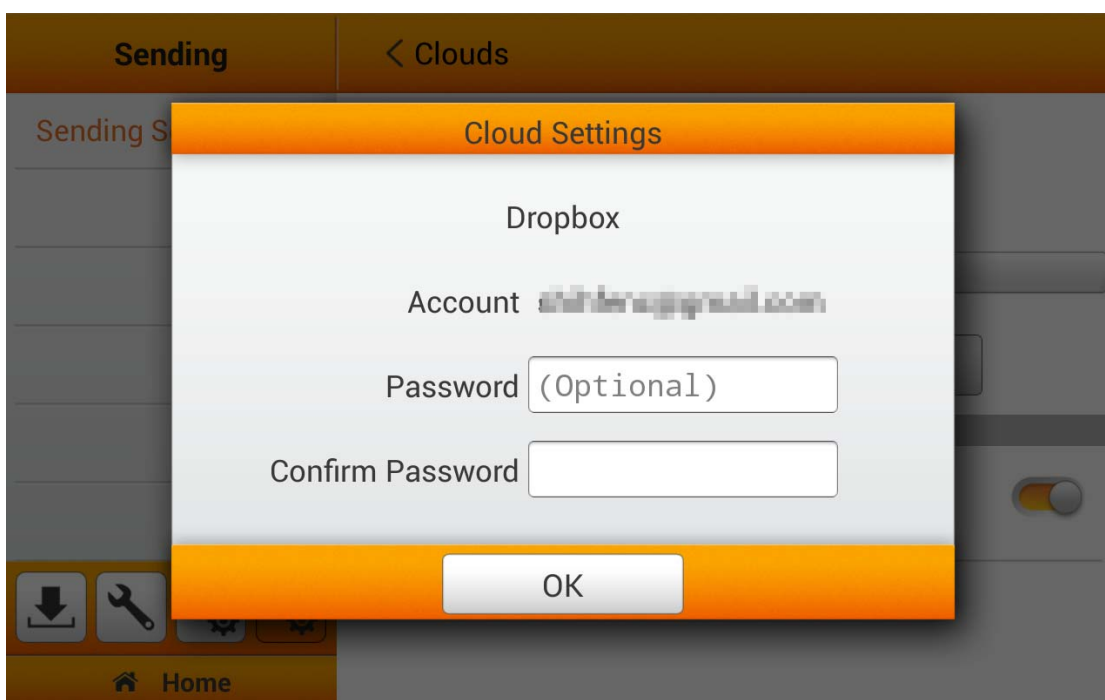 Sending
< Clouds
Sending S
Cloud Settings
Dropbox
Account
Password (Optional)
Confirm Password
OK
Home